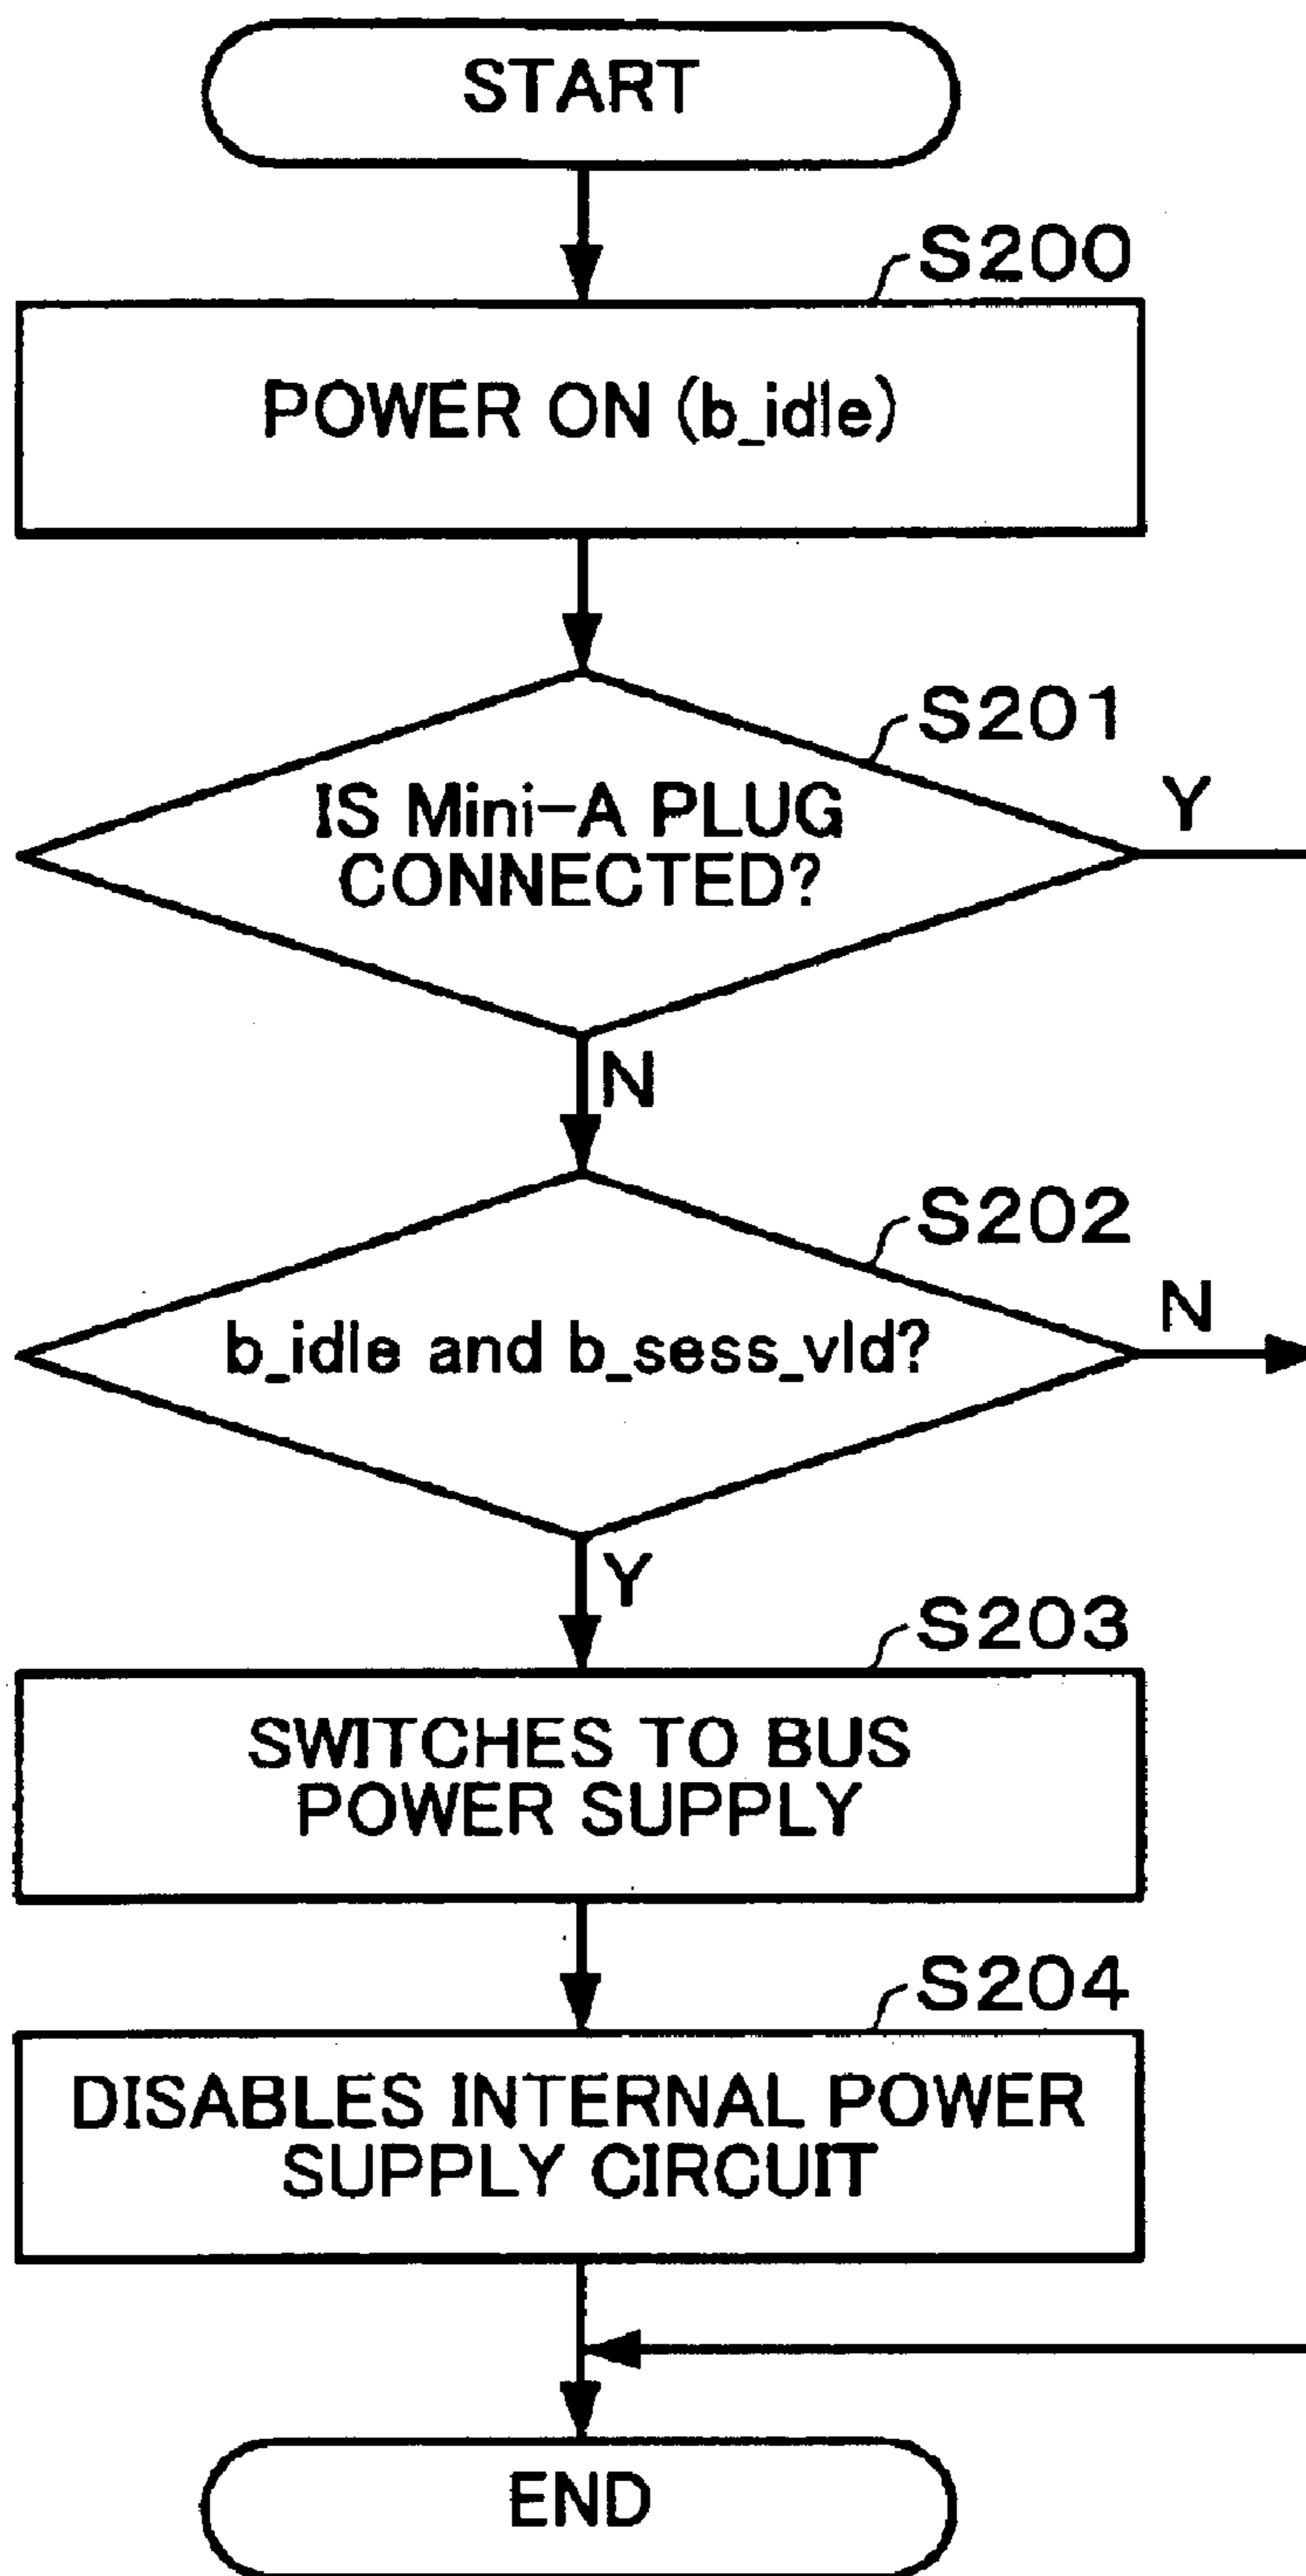 START
S200
POWER ON (b_idle)
S201
IS Mini-A PLUG
CONNECTED?
Y
N
S202
b_idle and b_sess_vld?
N
Y
S203
SWITCHES TO BUS
POWER SUPPLY
S204
DISABLES INTERNAL POWER
SUPPLY CIRCUIT
END